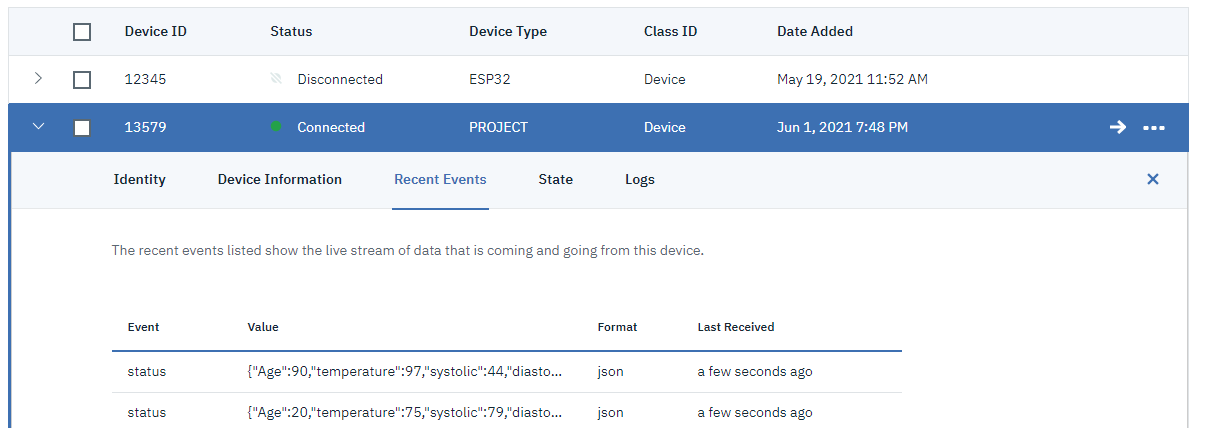 Device ID Status Device Type Class ID Date Added
12345 Disconnected ESP32 Device May 19, 2021 11:52 AM
13579 Connected PROJECT Device Jun 1, 2021 7:48 PM
Identity Device Information Recent Events State Logs
The recent events listed show the live stream of data that is coming and going from this device.
Event Value Format Last Received
status {"Age":90,"temperature":97,"systolic":44,"diasto... json a few seconds ago
status {"Age":20,"temperature":75,"systolic":79,"diasto... json a few seconds ago